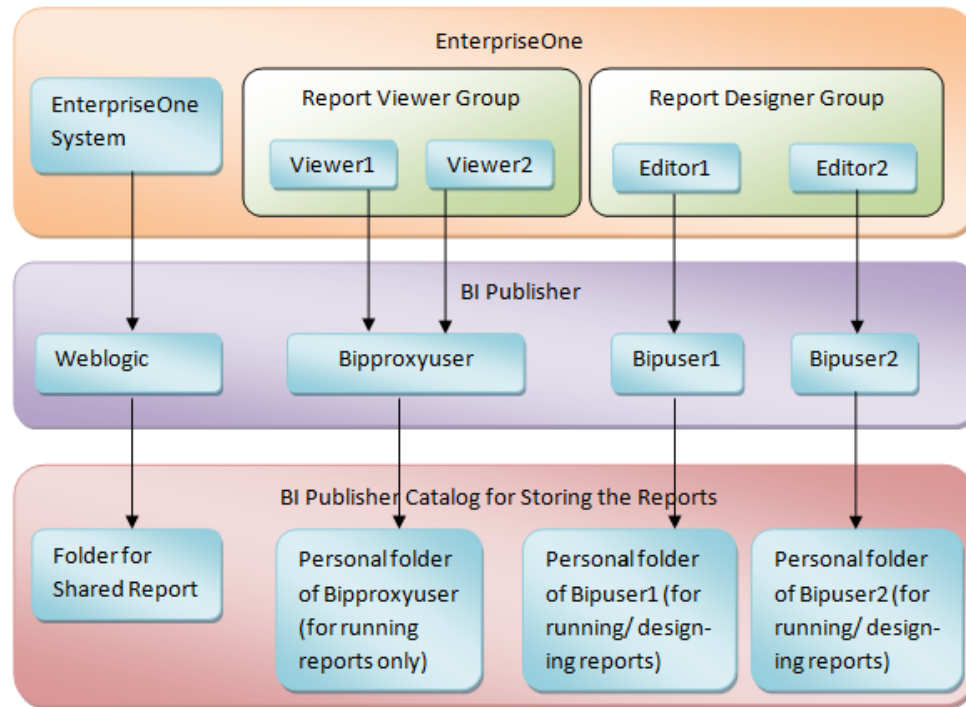 EnterpriseOne
EnterpriseOne
System
Report Viewer Group
Viewer1
Viewer2
Report Designer Group
Editor1
Editor2
BI Publisher
Weblogic
Bipproxyuser
Bipuser1
Bipuser2
BI Publisher Catalog for Storing the Reports
Folder for
Shared Report
Personal folder
of Bipproxyuser
(for running
reports only)
Personal folder
of Bipuser1 (for
running/ design-
ing reports)
Personal folder
of Bipuser2 (for
running/ design-
ing reports)